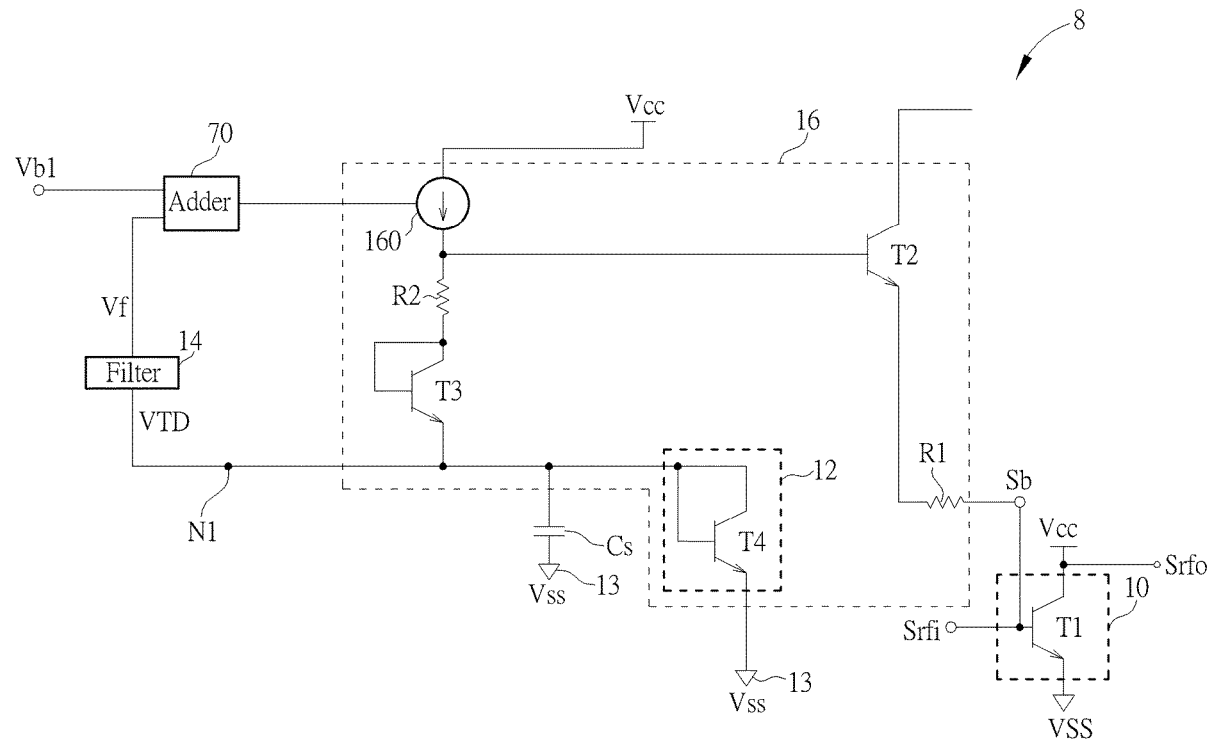 8
Vcc
16
70
Vb1
Adder
160
T2
R2
Vf
14
Filter
T3
VTD
R1
Sb
12
N1
Vcc
T4
Cs
Srfo
13
Vss
10
Srfi
T1
13
Vss
VSS